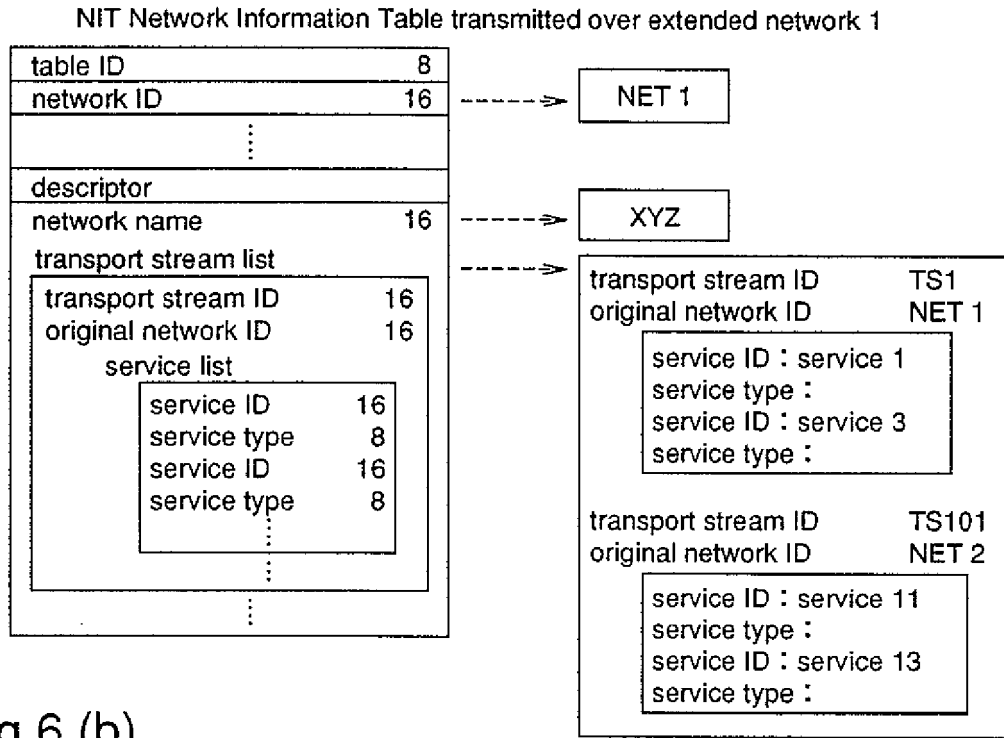 NIT Network Information Table transmitted over extended network 1
table ID 8
network ID 16
NET 1
descriptor
network name 16
XYZ
transport stream list
transport stream ID 16
original network ID 16
service list
service ID 16
service type 8
service ID 16
service type 8
transport stream ID TS1
original network ID NET 1
service ID : service 1
service type :
service ID : service 3
service type :
transport stream ID TS101
original network ID NET 2
service ID : service 11
service type :
service ID : service 13
service type :
6 (b)